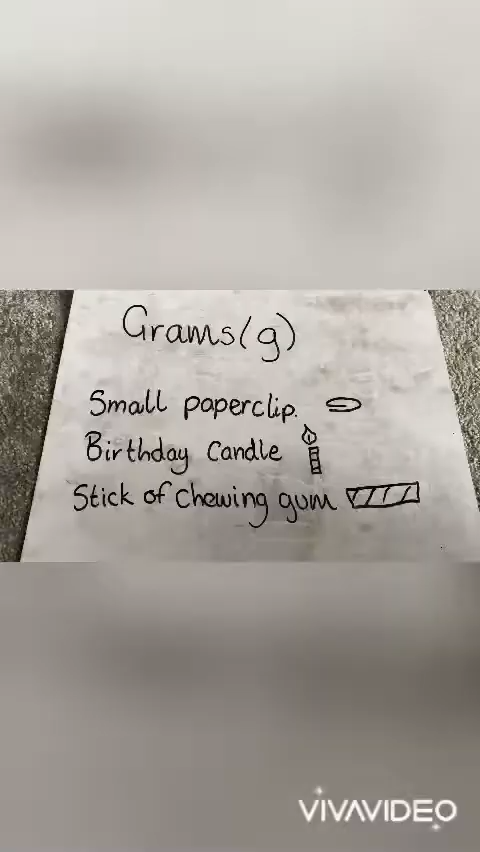 Grams(g)
Small paperclip.
Birthday Candle
Stick of Chewing gum
VIVAVIDEO